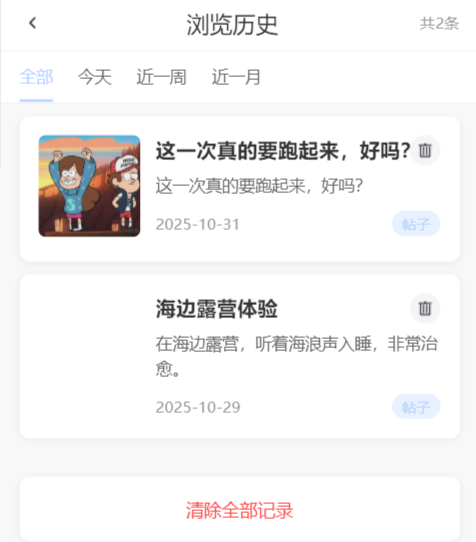 浏览历史
共2条
全部 今天 近一周 近一月
这一次真的要跑起来，好吗？
这一次真的要跑起来，好吗？
2025-10-31
帖子
海边露营体验
在海边露营，听着海浪声入睡，非常治
愈。
2025-10-29
帖子
清除全部记录